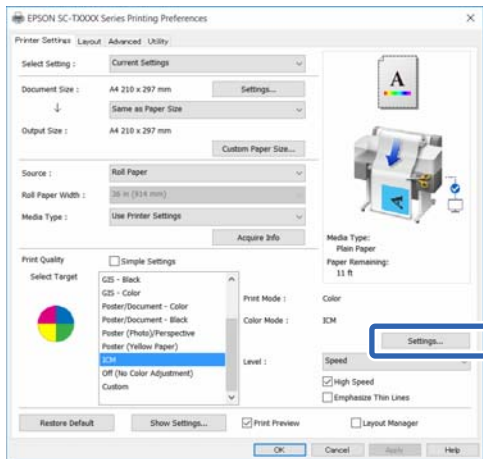 EPSON SC-TXXXX Series Printing Preferences
Printer Settings Layout Advanced Utility
Select Setting : Current Settings
Document Size : A4 210 x 297 mm Settings...
Same as Paper Size
Output Size : A4 210 x 297 mm
Custom Paper Size...
Source : Roll Paper
Roll Paper Width : 36 in (914 mm)
Media Type : Use Printer Settings
Acquire Info
A
Media Type:
Plain Paper
Paper Remaining:
11 ft
Print Quality Simple Settings
Select Target
GIS - Black
GIS - Color
Poster/Document - Color
Poster/Document - Black
Poster (Photo)/Perspective
Poster (Yellow Paper)
ICM
Off (No Color Adjustment)
Custom
Print Mode : Color
Color Mode : ICM
Settings...
Level : Speed
High Speed
Emphasize Thin Lines
Restore Default Show Settings... Print Preview Layout Manager
OK Cancel Apply Help